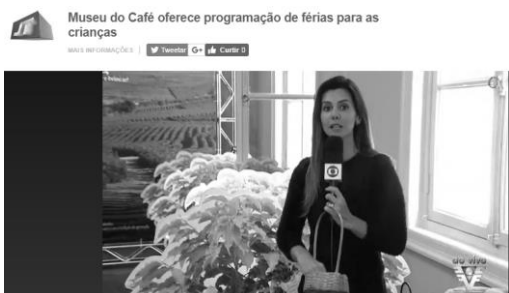 Museu do Café oferece programação de férias para as
crianças
MAIS INFORMAÇÕES
Tweetar G+ Curtir 0
ao vivo